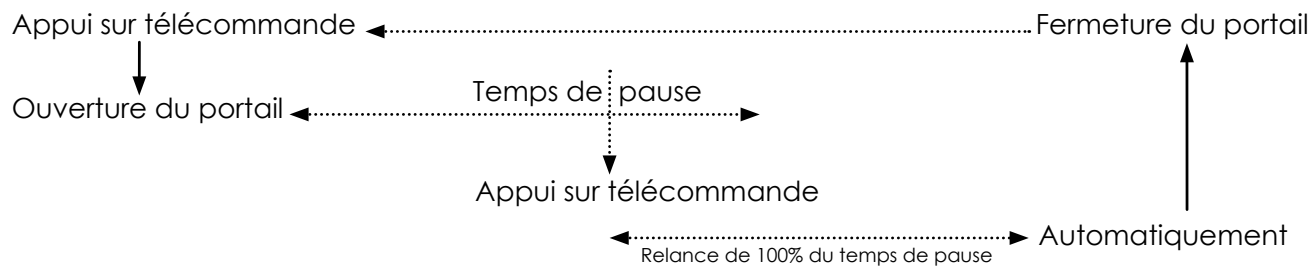 Appui sur télécommande
Fermeture du portail
Ouverture du portail
Temps de pause
Appui sur télécommande
Automatiquement
Relance de 100% du temps de pause